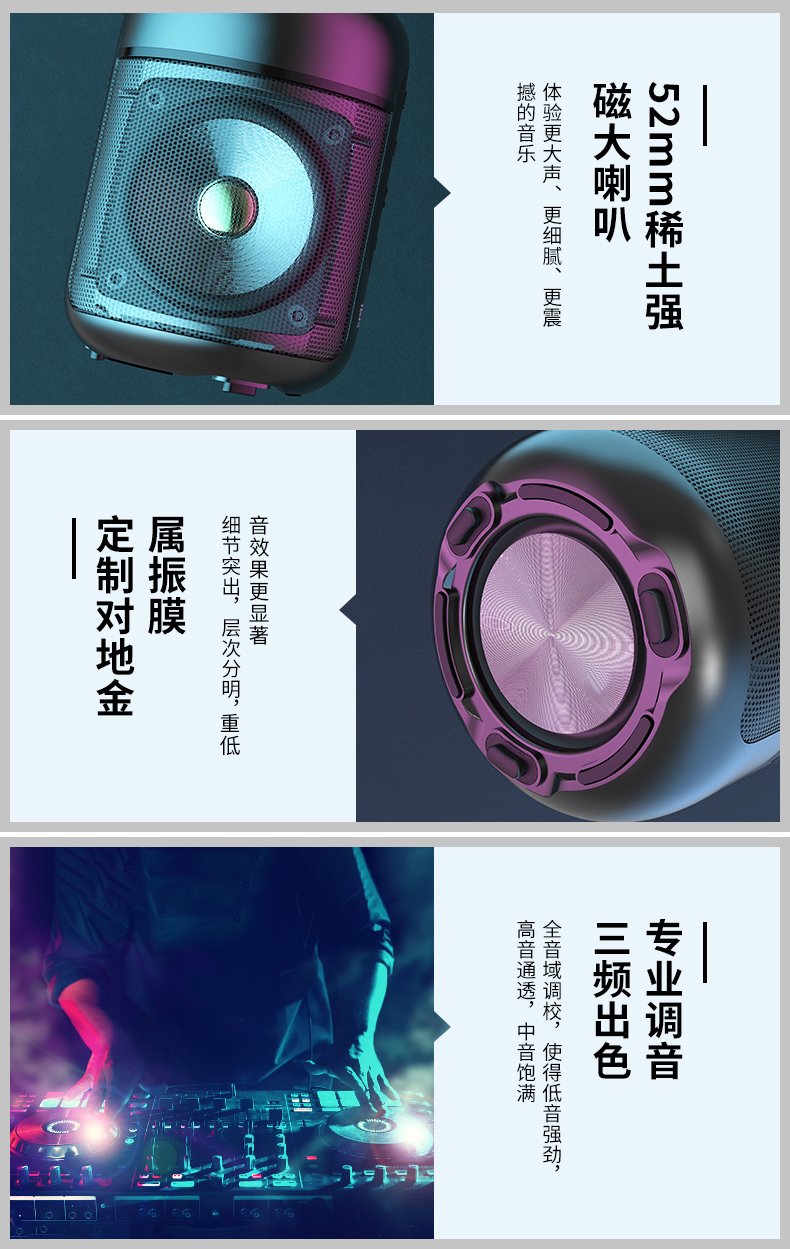 52mm稀土强
磁大喇叭
体验更大声、更细腻、更震
撼的音乐
定制对地金
属振膜
细节突出，层次分明，重低
音效果更显著
专业调音
三频出色
全音域调校，使得低音强劲，
高音通透，中音饱满